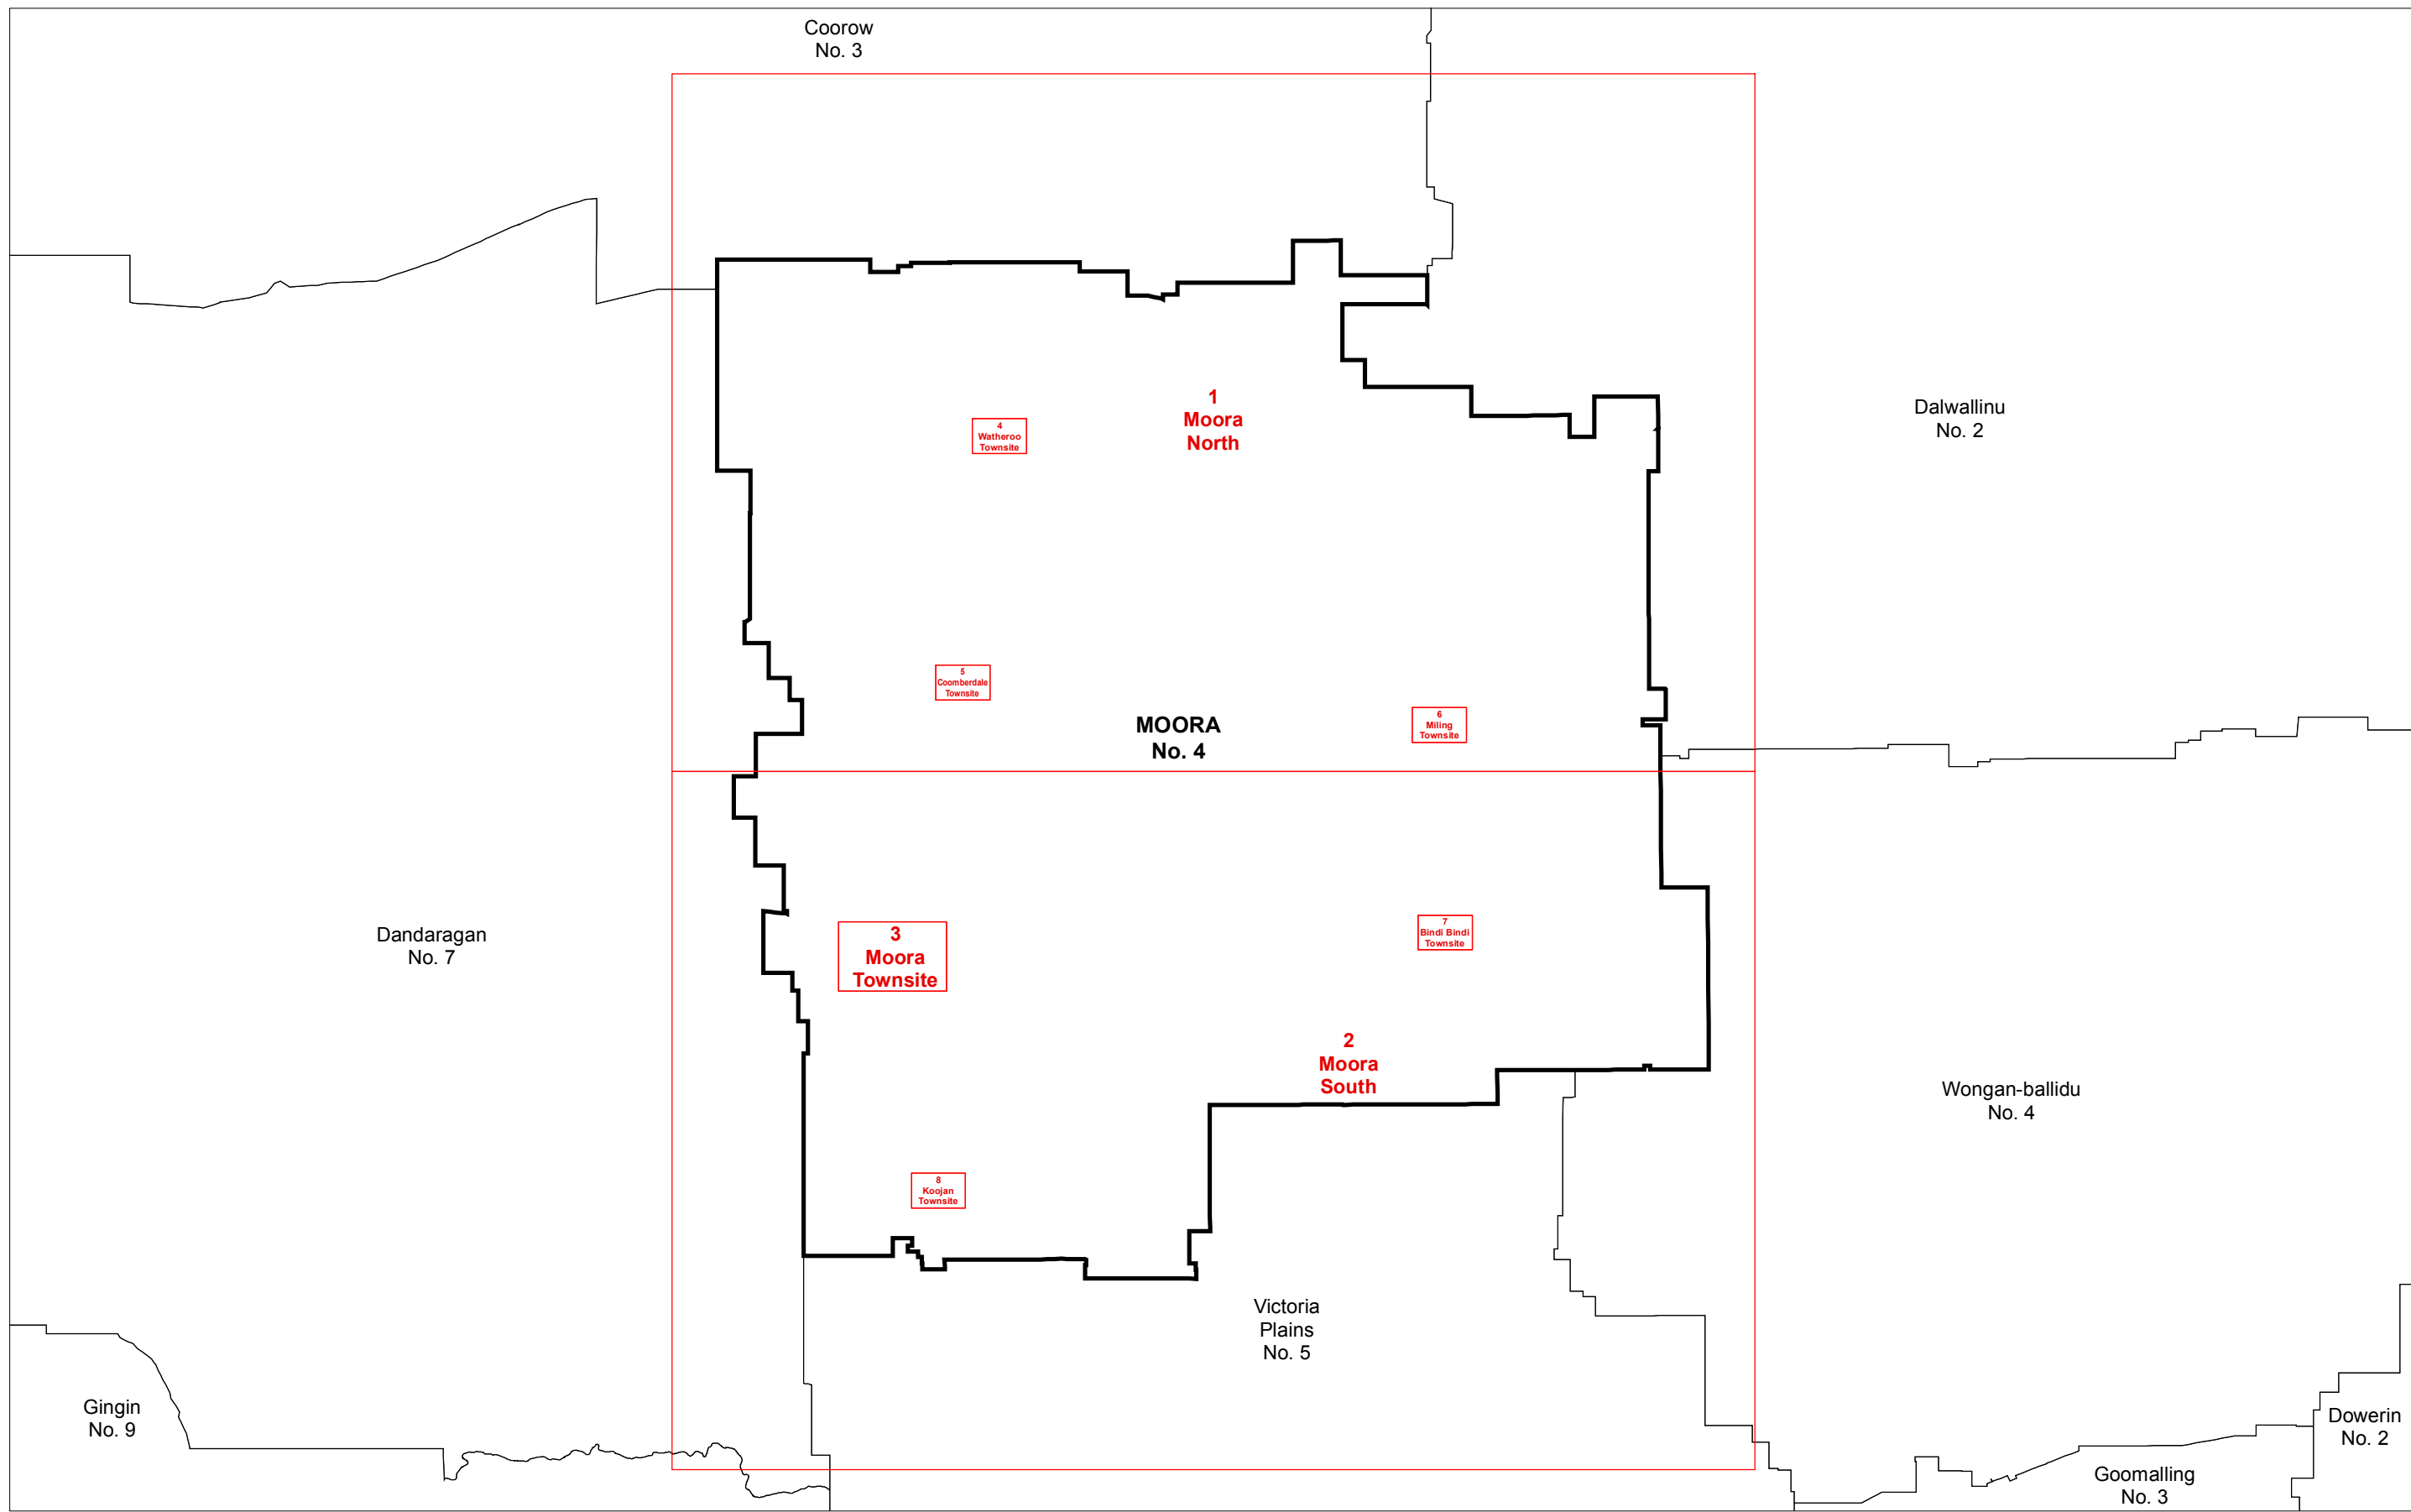 Coorow
No. 3
1
Moora
North
4
Watheroo
Townsite
Dalwallinu
No. 2
5
Coomberdale
Townsite
MOORA
No. 4
6
Miling
Townsite
Dandaragan
No. 7
3
Moora
Townsite
7
Bindi Bindi
Townsite
2
Moora
South
Wongan-ballidu
No. 4
8
Koojan
Townsite
Victoria
Plains
No. 5
Gingin
No. 9
Dowerin
No. 2
Goomalling
No. 3